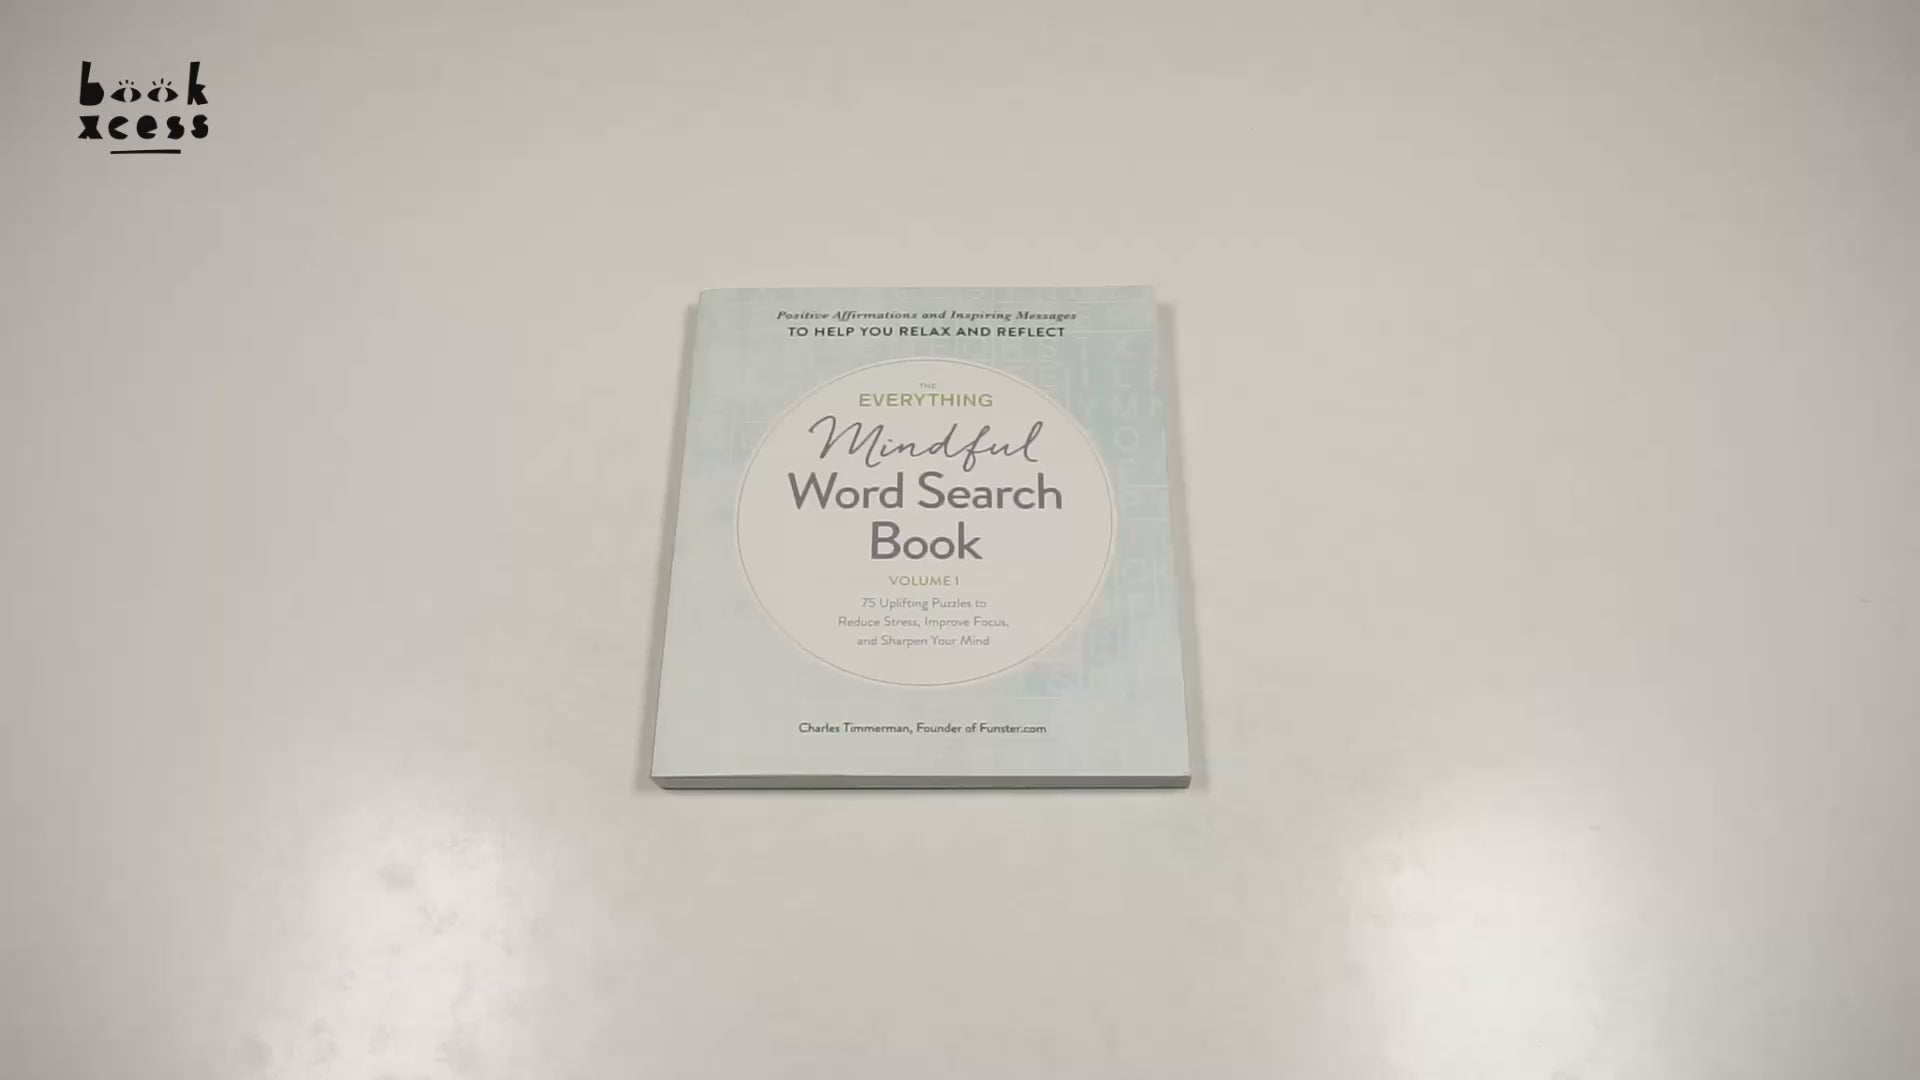 book
xcess
Positive Affirmations and Inspiring Messages
TO HELP YOU RELAX AND REFLECT
THE
EVERYTHING
Mindful
Word Search
Book
VOLUME 1
75 Uplifting Puzzles to
Reduce Stress, Improve Focus,
and Sharpen Your Mind
Charles Timmerman, Founder of Funster.com